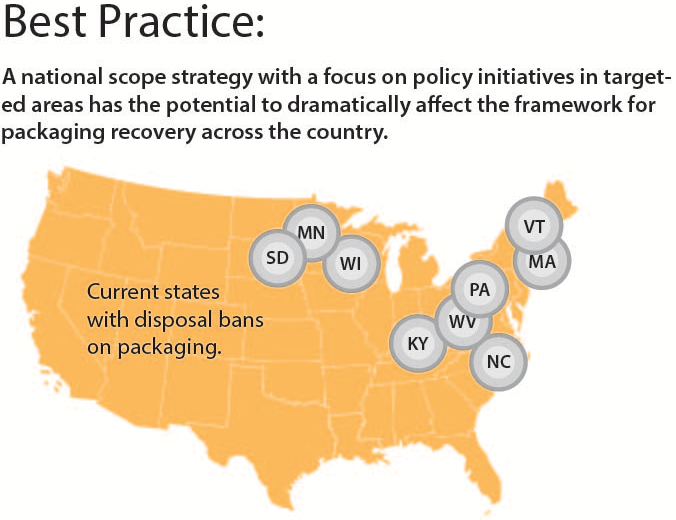 Best Practice:
A national scope strategy with a focus on policy initiatives in target-
ed areas has the potential to dramatically affect the framework for
packaging recovery across the country.
VT
MN
SD
WI
MA
Current states
with disposal bans
on packaging.
PA
WV
KY
NC